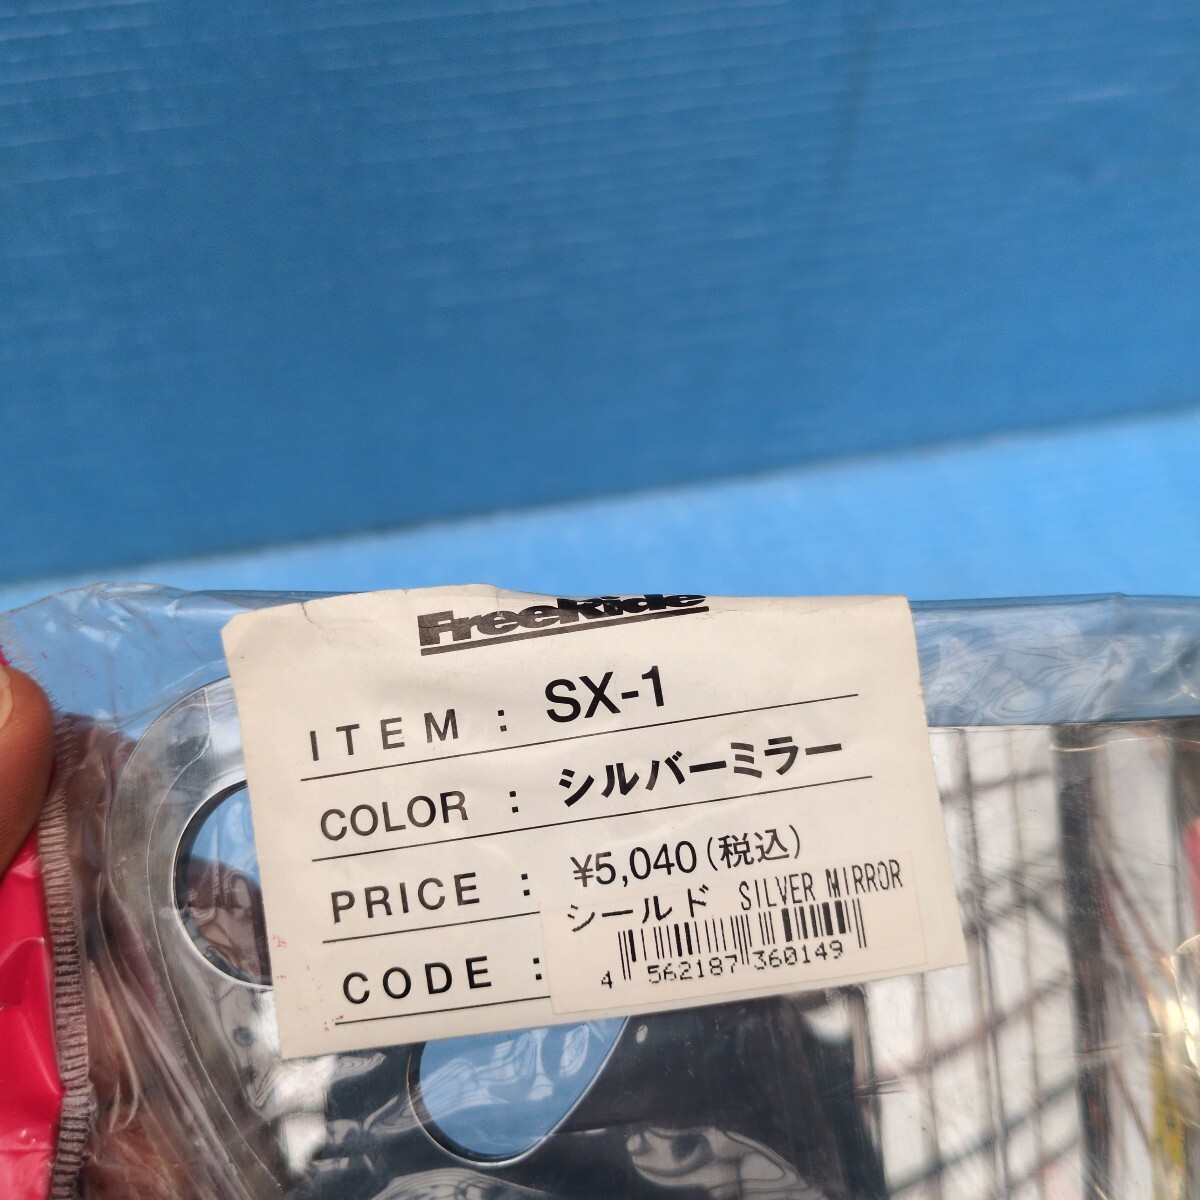 FreeRide
ITEM : SX-1
COLOR : シルバーミラー
PRICE : ¥5,040(税込)
シールド SILVER MIRROR
CODE :
4 562187 360149